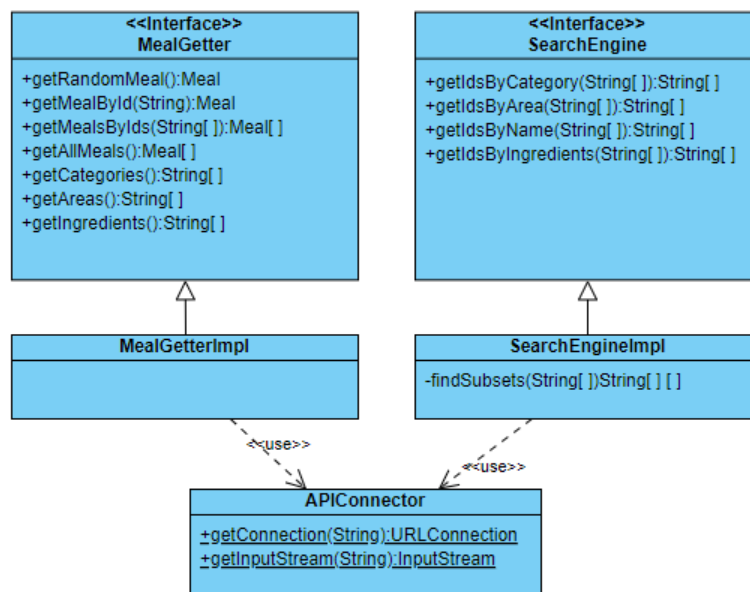 <<Interface>>
MealGetter
+getRandomMeal():Meal
+getMealById(String):Meal
+getMealsByIds(String[ ]):Meal[ ]
+getAllMeals():Meal[ ]
+getCategories():String[ ]
+getAreas():String[ ]
+getIngredients():String[ ]
<<Interface>>
SearchEngine
+getIdsByCategory(String[ ]):String[ ]
+getIdsByArea(String[ ]):String[ ]
+getIdsByName(String[ ]):String[ ]
+getIdsByIngredients(String[ ]):String[ ]
MealGetterImpl
SearchEngineImpl
-findSubsets(String[ ])String[ ] [ ]
<<use>>
<<use>>
APIConnector
+getConnection(String):URLConnection
+getInputStream(String):InputStream